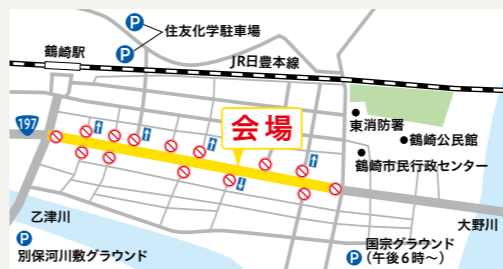 P
住友化学駐車場
P
鶴崎駅
JR日豊本線
197
会場
東消防署
鶴崎公民館
鶴崎市民行政センター
乙津川
大野川
P
別保河川敷グラウンド
P
国宗グラウンド
(午後6時〜)